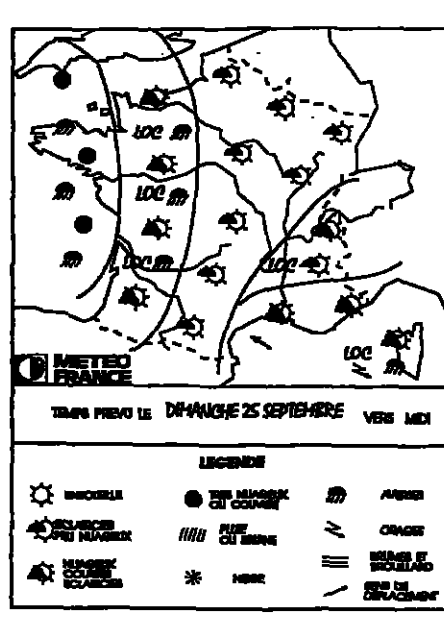 LOC
LOC
LOC
LOC
LOC
METEO
FRANCE
TEMPS PREVU LE DIMANCHE 25 SEPTEMBRE VERS MIDI
LEGENDE
ENSOLEILLE
TRES NUAGEUX
OU COUVERT
AVERSES
ECLAIRCIES
PEU NUAGEUX
PLUIE
OU BRUINE
ORAGES
NUAGEUX
COURTES
ECLAIRCIES
NEIGE
BRUMES ET
BROUILLARD
SENS DE
DEPLACEMENT